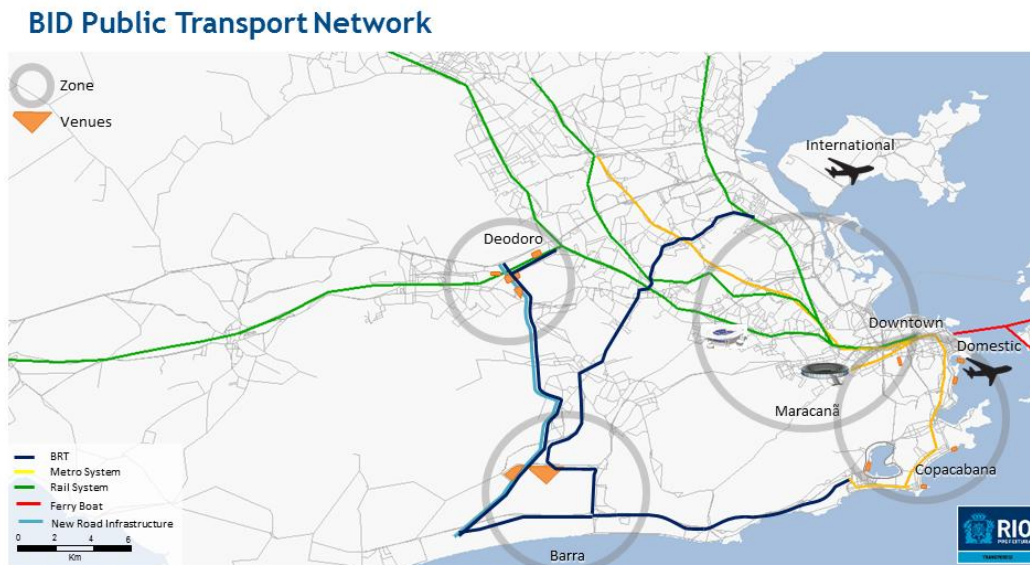 BID Public Transport Network
Zone
Venues
International
Deodoro
Downtown
Domestic
Maracanã
Copacabana
Barra
BRT
Metro System
Rail System
Ferry Boat
New Road Infrastructure
0 2 4 6
Km
RIO
PREFEITURA